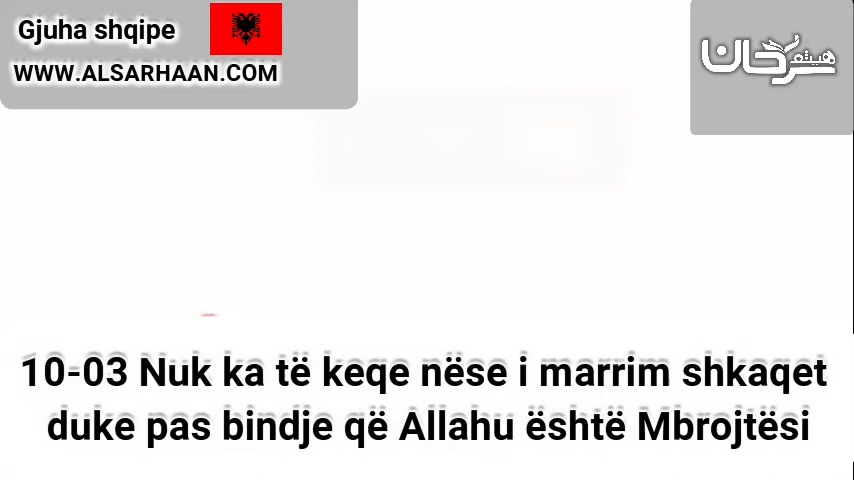 Gjuha shqipe
WWW.ALSARHAAN.COM
هيثم
سرحان
10-03 Nuk ka të keqe nëse i marrim shkaqet
duke pas bindje që Allahu është Mbrojtësi